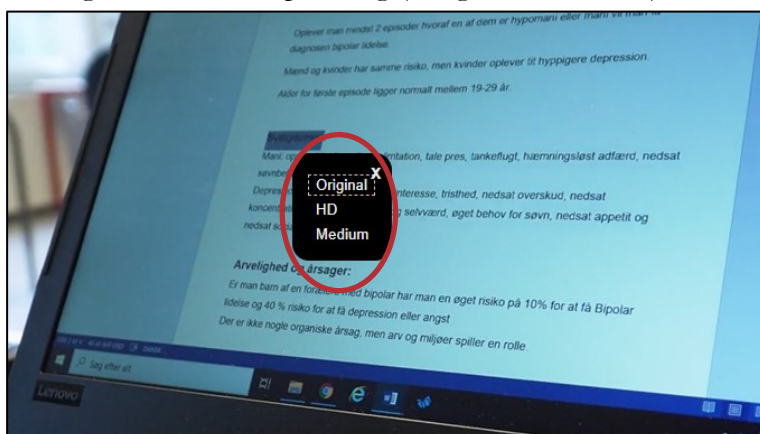 Oplever man mindst 2 episoder hvoraf en af dem er hypomani eller mani vil man få
diagnosen bipolar lidelse.
Mænd og kvinder har samme risiko, men kvinder oplever tit hyppigere depression.
Alder for første episode ligger normalt mellem 19-29 år.
Mani: irritation, tale pres, tankeflugt, hæmningsløst adfærd, nedsat
X
Original
interesse, tristhed, nedsat overskud, nedsat
HD
og selvværd, øget behov for søvn, nedsat appetit og
Medium
Arvelighed og årsager:
Er man barn af en forældre med bipolar har man en øget risiko på 10% for at få Bipolar
lidelse og 40 % risiko for at få depression eller angst
Der er ikke nogle organiske årsag, men arv og miljøer spiller en rolle.
Søg efter alt
Lenovo